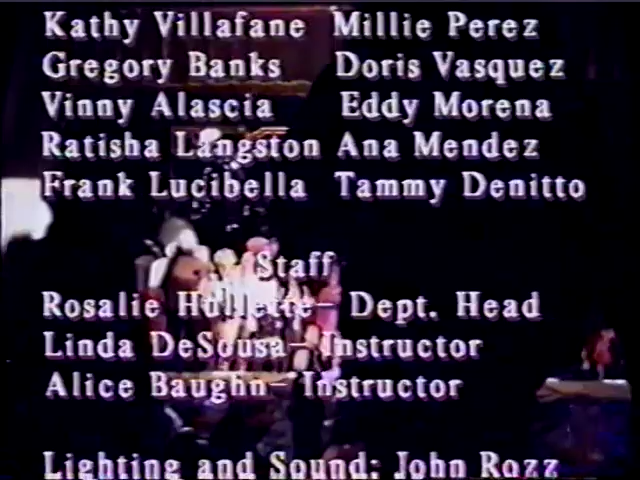 Kathy Villafane Millie Perez
Gregory Banks Doris Vasquez
Vinny Alascia Eddy Morena
Ratisha Langston Ana Mendez
Frank Lucibella Tammy Denitto
Staff
Rosalie Hullette- Dept. Head
Linda DeSousa- Instructor
Alice Baughn- Instructor
Lighting and Sound: John Rozz